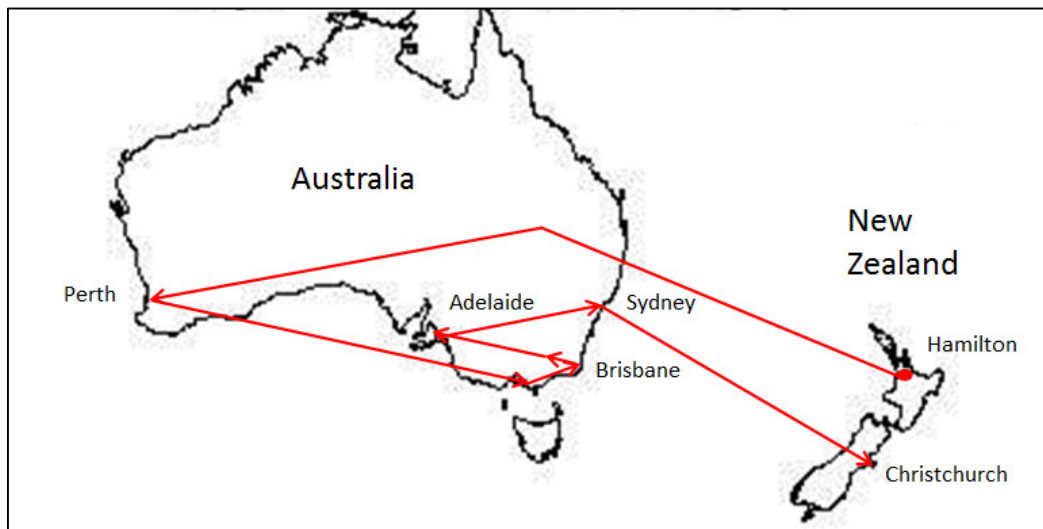 Australia
New
Zealand
Perth
Adelaide
Sydney
Hamilton
Brisbane
Christchurch